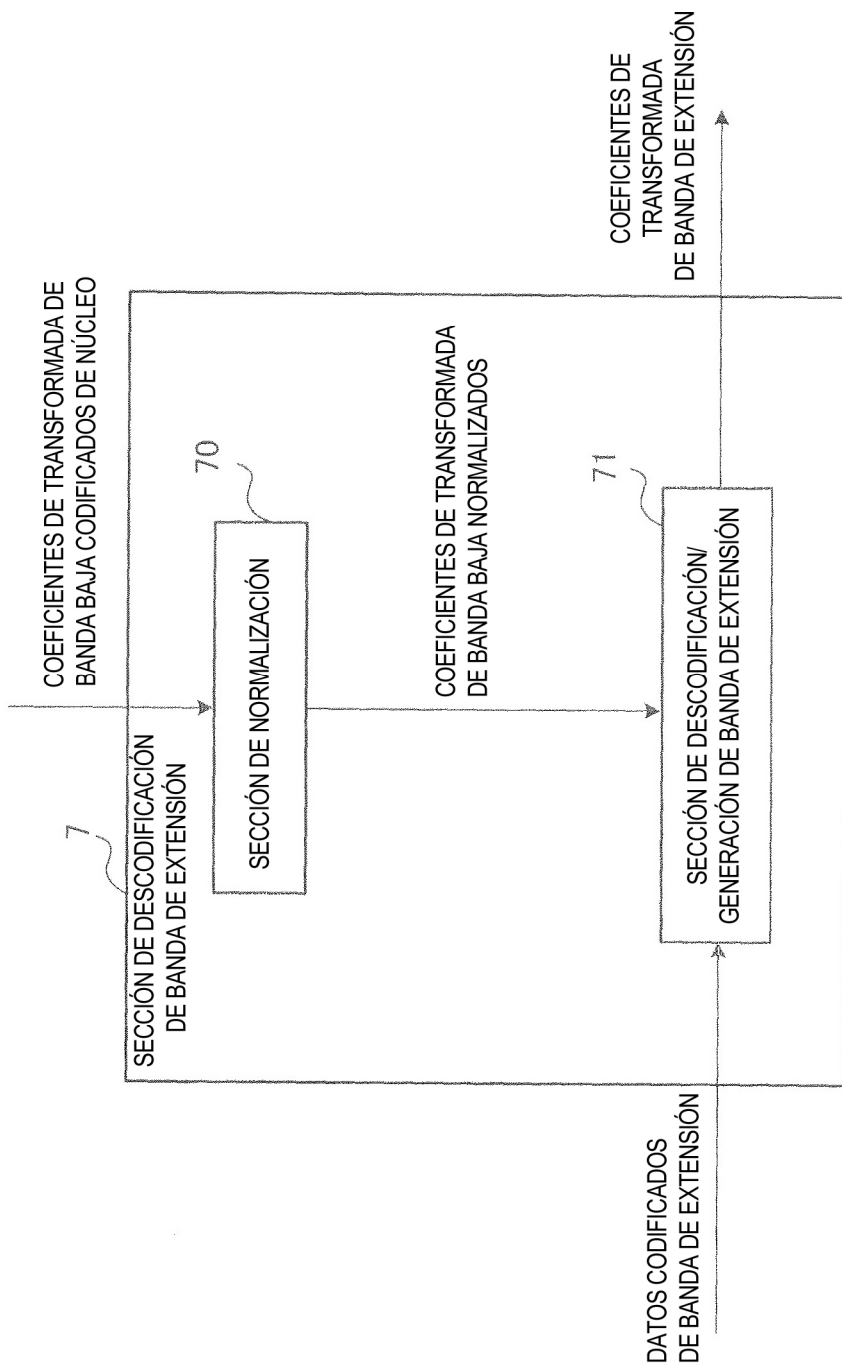 COEFICIENTES DE TRANSFORMADA DE
BANDA BAJA CODIFICADOS DE NÚCLEO
7
SECCIÓN DE DESCODIFICACIÓN
DE BANDA DE EXTENSIÓN
70
SECCIÓN DE NORMALIZACIÓN
COEFICIENTES DE TRANSFORMADA
DE BANDA BAJA NORMALIZADOS
71
SECCIÓN DE DESCODIFICACIÓN/
GENERACIÓN DE BANDA DE EXTENSIÓN
DATOS CODIFICADOS
DE BANDA DE EXTENSIÓN
COEFICIENTES DE
TRANSFORMADA
DE BANDA DE EXTENSIÓN